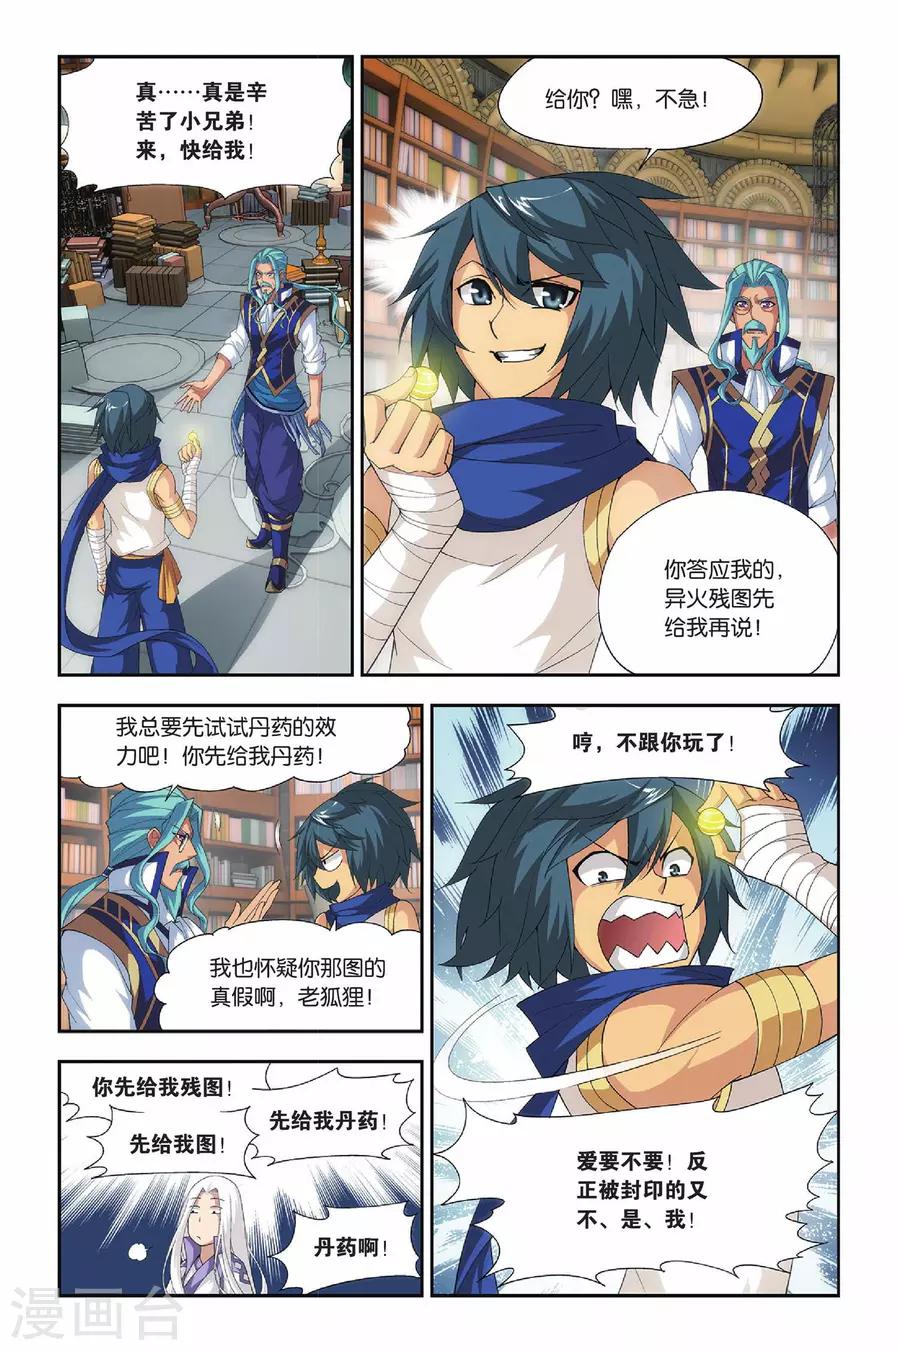 真……真是辛
苦了小兄弟！
来，快给我！
给你？嘿，不急！
你答应我的，
异火残图先
给我再说！
我总要先试试丹药的效
力吧！你先给我丹药！
我也怀疑你那图的
真假啊，老狐狸！
哼，不跟你玩了！
爱要不要！反
正被封印的又
不、是、我！
你先给我残图！
先给我丹药！
先给我图！
丹药啊！
漫画台